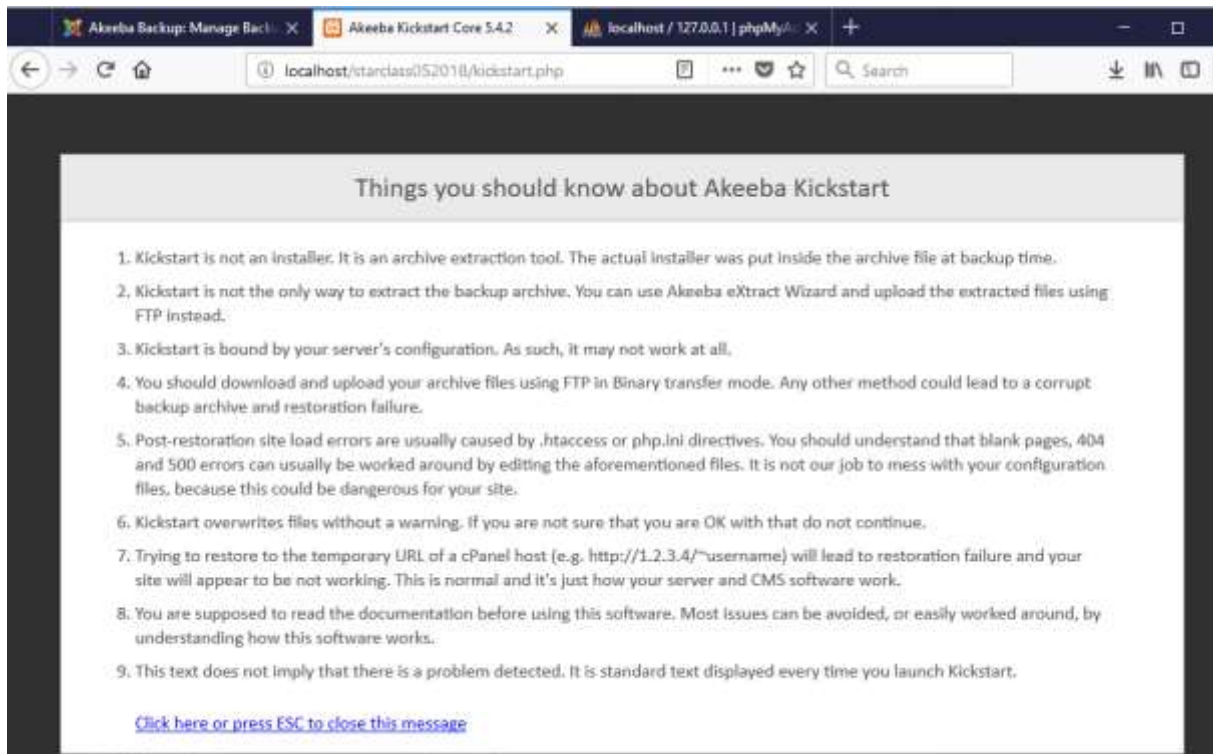 Akeeba Backup: Manage Back
Akeeba Kickstart Core 5.4.2
localhost / 127.0.0.1 | phpMyA
localhost/starclass052018/kickstart.php
Search
Things you should know about Akeeba Kickstart
1. Kickstart is not an installer. It is an archive extraction tool. The actual installer was put inside the archive file at backup time.
2. Kickstart is not the only way to extract the backup archive. You can use Akeeba eXtract Wizard and upload the extracted files using
FTP instead.
3. Kickstart is bound by your server's configuration. As such, it may not work at all.
4. You should download and upload your archive files using FTP in Binary transfer mode. Any other method could lead to a corrupt
backup archive and restoration failure.
5. Post-restoration site load errors are usually caused by .htaccess or php.ini directives. You should understand that blank pages, 404
and 500 errors can usually be worked around by editing the aforementioned files. It is not our job to mess with your configuration
files, because this could be dangerous for your site.
6. Kickstart overwrites files without a warning. If you are not sure that you are OK with that do not continue.
7. Trying to restore to the temporary URL of a cPanel host (e.g. http://1.2.3.4/~username) will lead to restoration failure and your
site will appear to be not working. This is normal and it's just how your server and CMS software work.
8. You are supposed to read the documentation before using this software. Most issues can be avoided, or easily worked around, by
understanding how this software works.
9. This text does not imply that there is a problem detected. It is standard text displayed every time you launch Kickstart.
Click here or press ESC to close this message